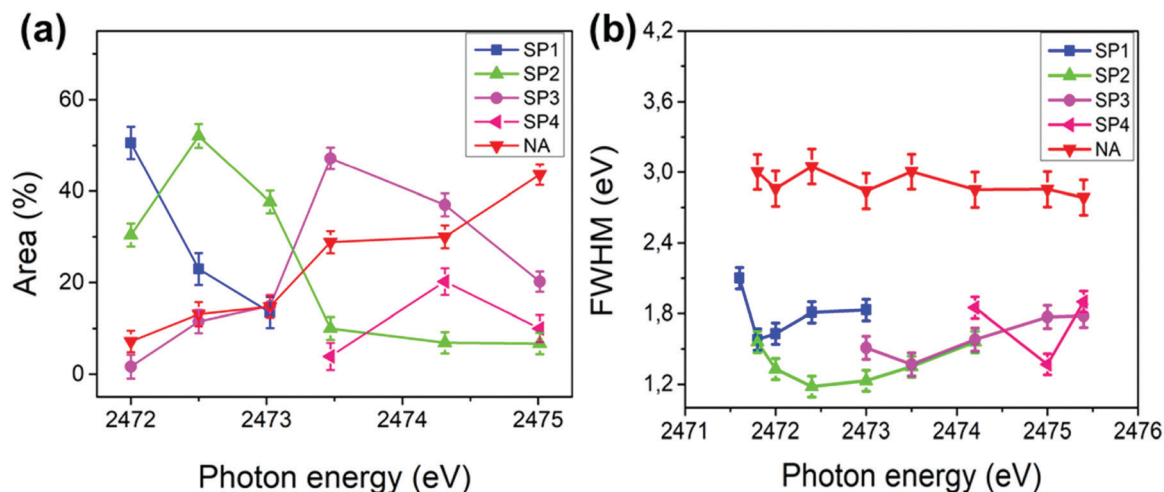 (a)
Area (%)
60
40
20
0
2472
2473
2474
2475
Photon energy (eV)
SP1
SP2
SP3
SP4
NA
(b)
FWHM (eV)
4,2
3,6
3,0
2,4
1,8
1,2
2471
2472
2473
2474
2475
2476
Photon energy (eV)
SP1
SP2
SP3
SP4
NA